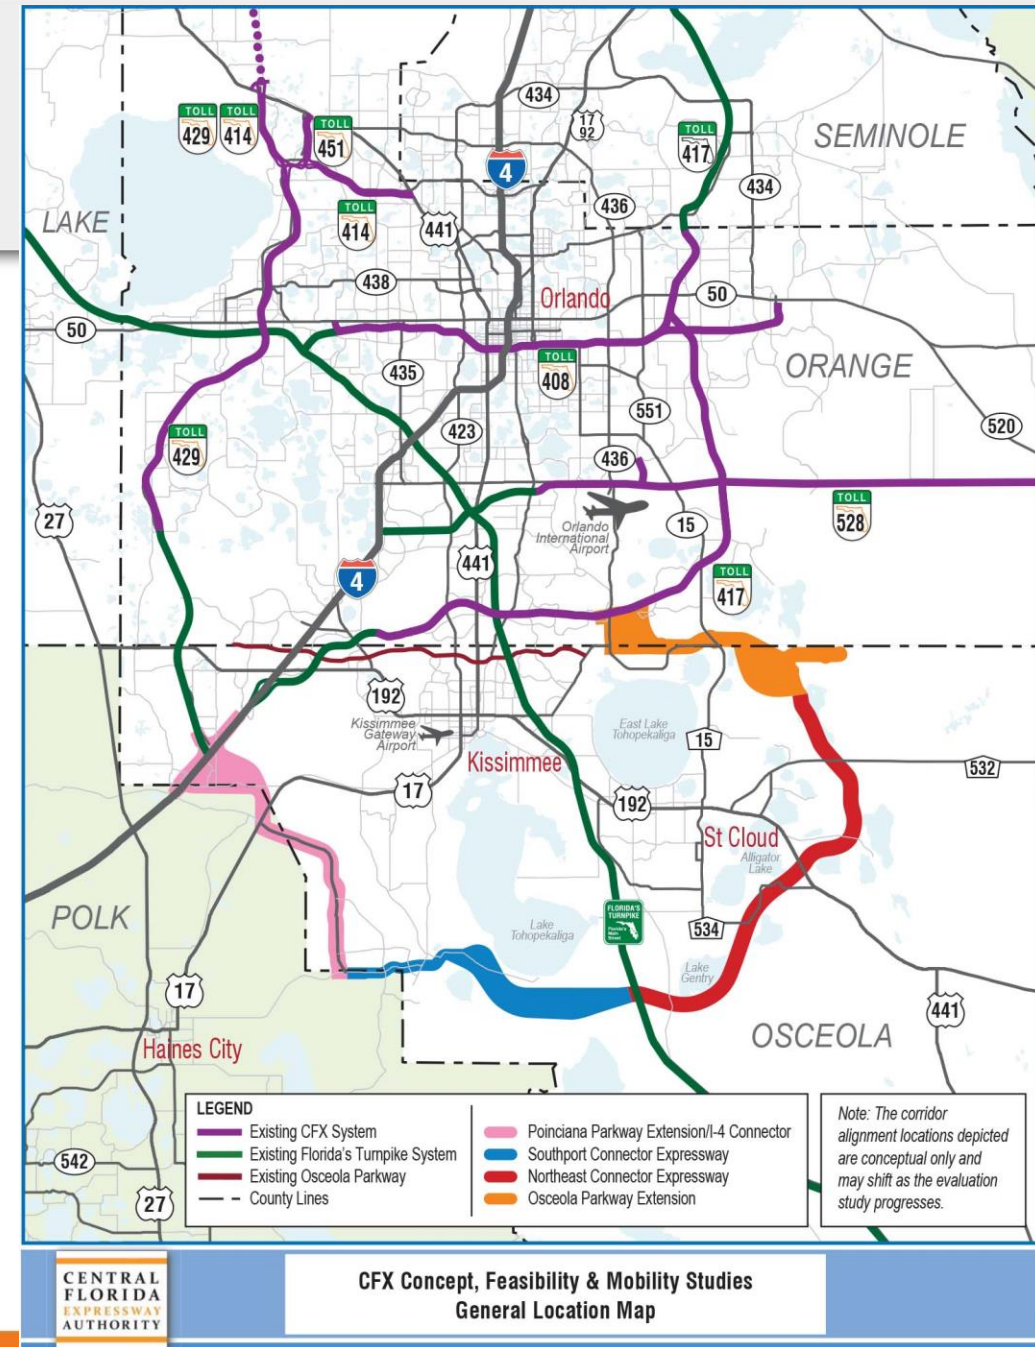 434
17
92
TOLL
429
TOLL
414
TOLL
451
TOLL
417
SEMINOLE
4
434
LAKE
TOLL
414
441
436
438
Orlando
50
50
ORANGE
435
TOLL
408
551
423
520
TOLL
429
436
27
Orlando
International
Airport
15
TOLL
528
441
4
TOLL
417
192
Kissimmee
Gateway
Airport
East Lake
Tohopekaliga
15
Kissimmee
532
17
192
St Cloud
Alligator
Lake
POLK
FLORIDA'S
TURNPIKE
Lake
Tohopekaliga
534
Lake
Gentry
17
441
OSCEOLA
Haines City
542
27
LEGEND
Existing CFX System
Existing Florida's Turnpike System
Existing Osceola Parkway
County Lines
Poinciana Parkway Extension/I-4 Connector
Southport Connector Expressway
Northeast Connector Expressway
Osceola Parkway Extension
Note: The corridor
alignment locations depicted
are conceptual only and
may shift as the evaluation
study progresses.
CENTRAL
FLORIDA
EXPRESSWAY
AUTHORITY
CFX Concept, Feasibility & Mobility Studies
General Location Map